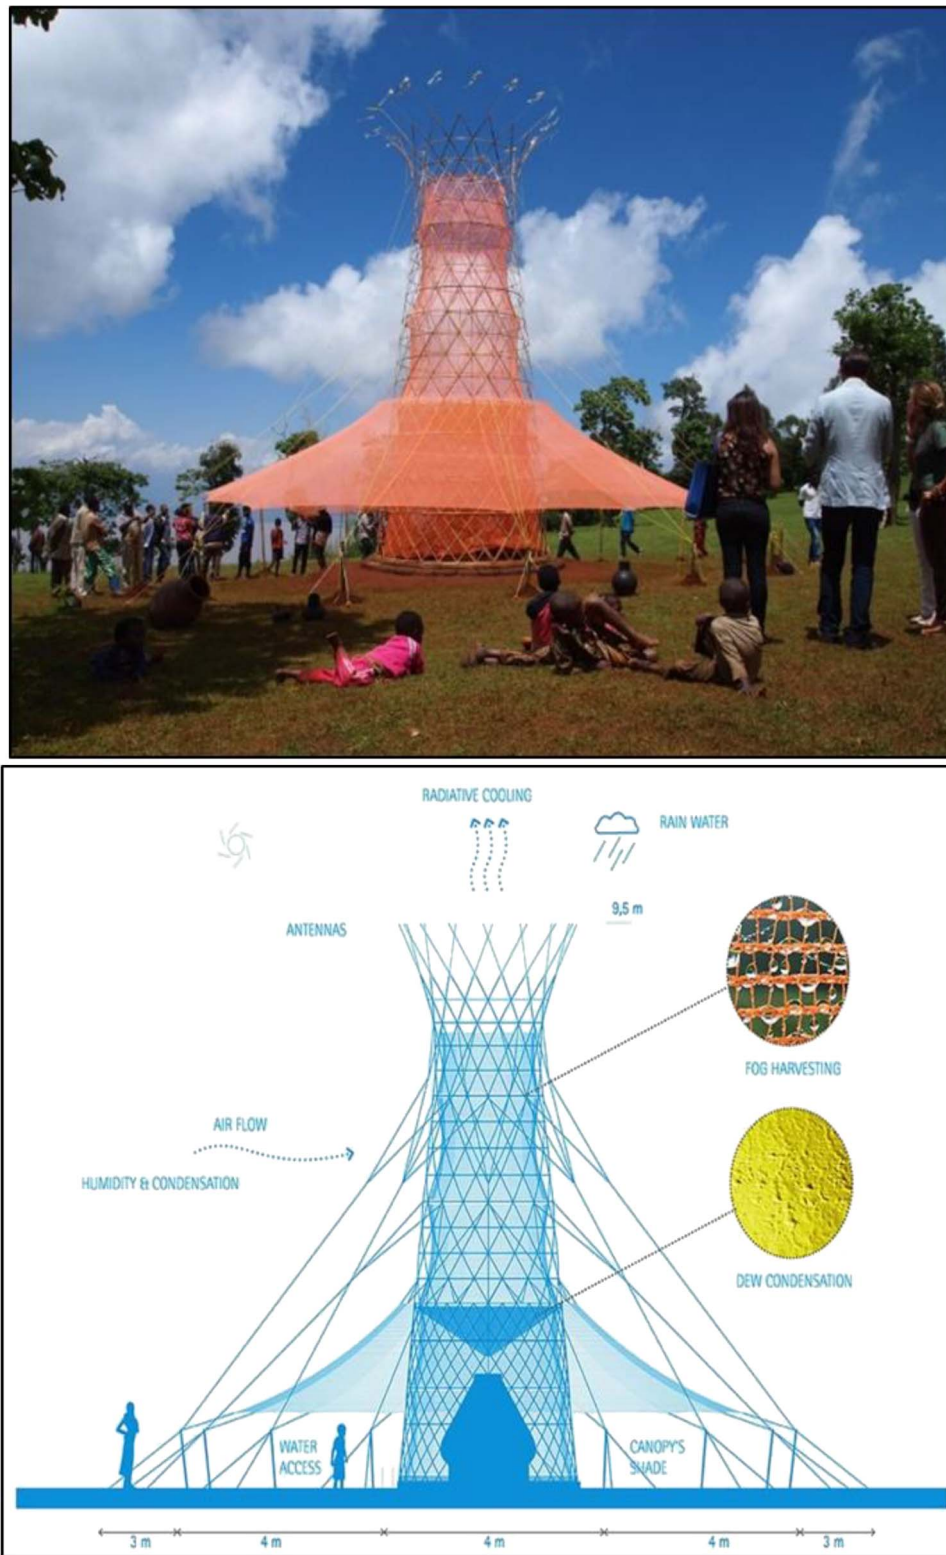 RADIATIVE COOLING
RAIN WATER
9,5 m
ANTENNAS
FOG HARVESTING
AIR FLOW
HUMIDITY & CONDENSATION
DEW CONDENSATION
WATER
ACCESS
CANOPY'S
SHADE
3 m
4 m
4 m
4 m
3 m